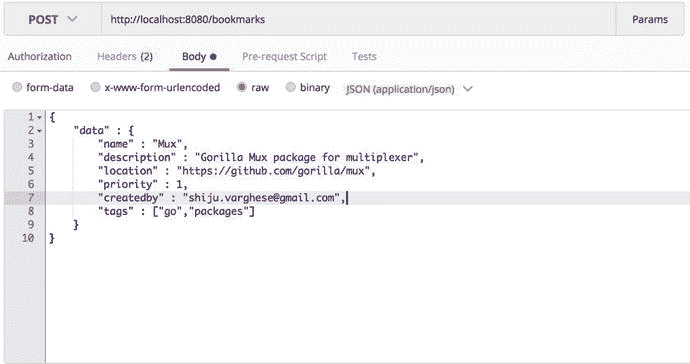 POST http://localhost:8080/bookmarks Params
Authorization Headers (2) Body Pre-request Script Tests
form-data x-www-form-urlencoded raw binary JSON (application/json)
1 {
2 "data" : {
3 "name" : "Mux",
4 "description" : "Gorilla Mux package for multiplexer",
5 "location" : "https://github.com/gorilla/mux",
6 "priority" : 1,
7 "createdby" : "shiju.varghese@gmail.com",
8 "tags" : ["go","packages"]
9 }
10 }